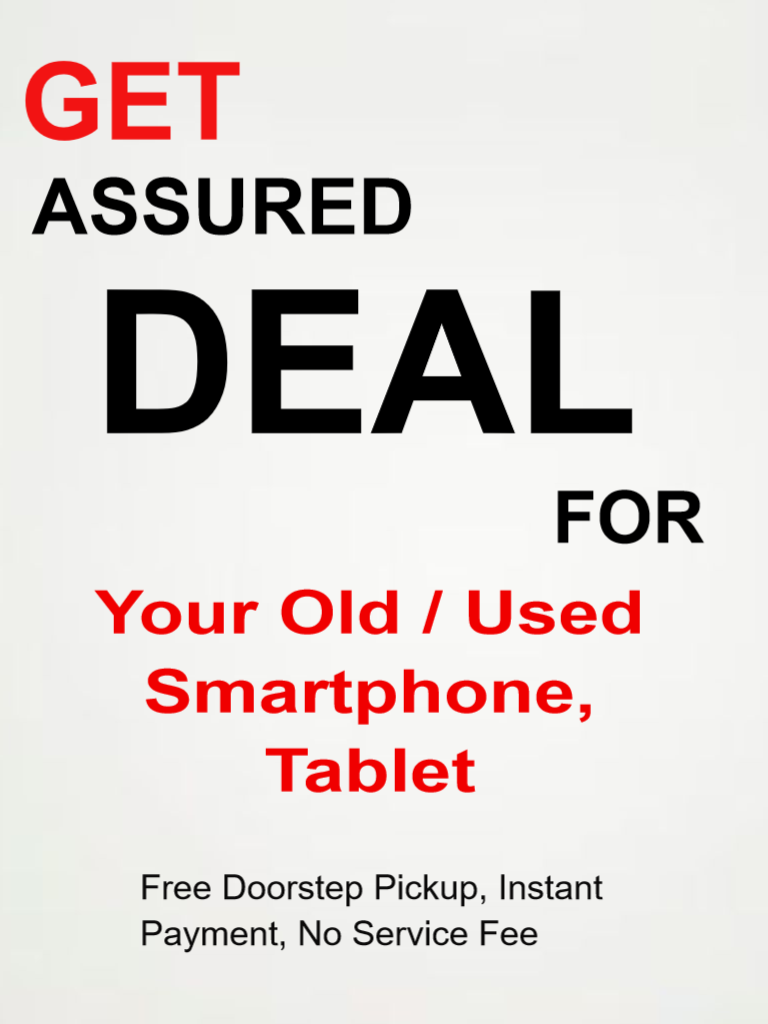 GET
ASSURED
DEAL
FOR
Your Old / Used
Smartphone,
Tablet
Free Doorstep Pickup, Instant
Payment, No Service Fee